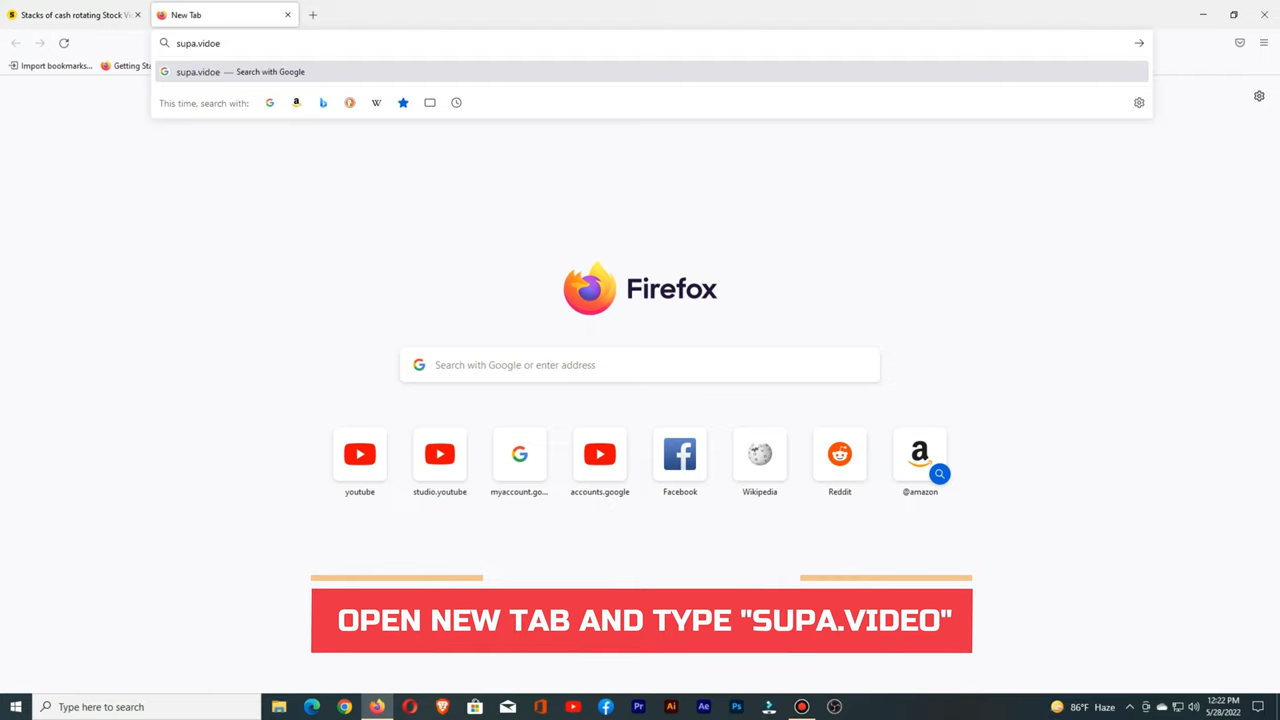 Stacks of cash rotating Stock Vi
New Tab
supa.vidoe
Import bookmarks...
Getting Sta
supa.vidoe — Search with Google
This time, search with:
Firefox
Search with Google or enter address
youtube
studio.youtube
myaccount.go...
accounts.google
Facebook
Wikipedia
Reddit
@amazon
OPEN NEW TAB AND TYPE "SUPA.VIDEO"
Type here to search
86°F Haze
12:22 PM
5/28/2022